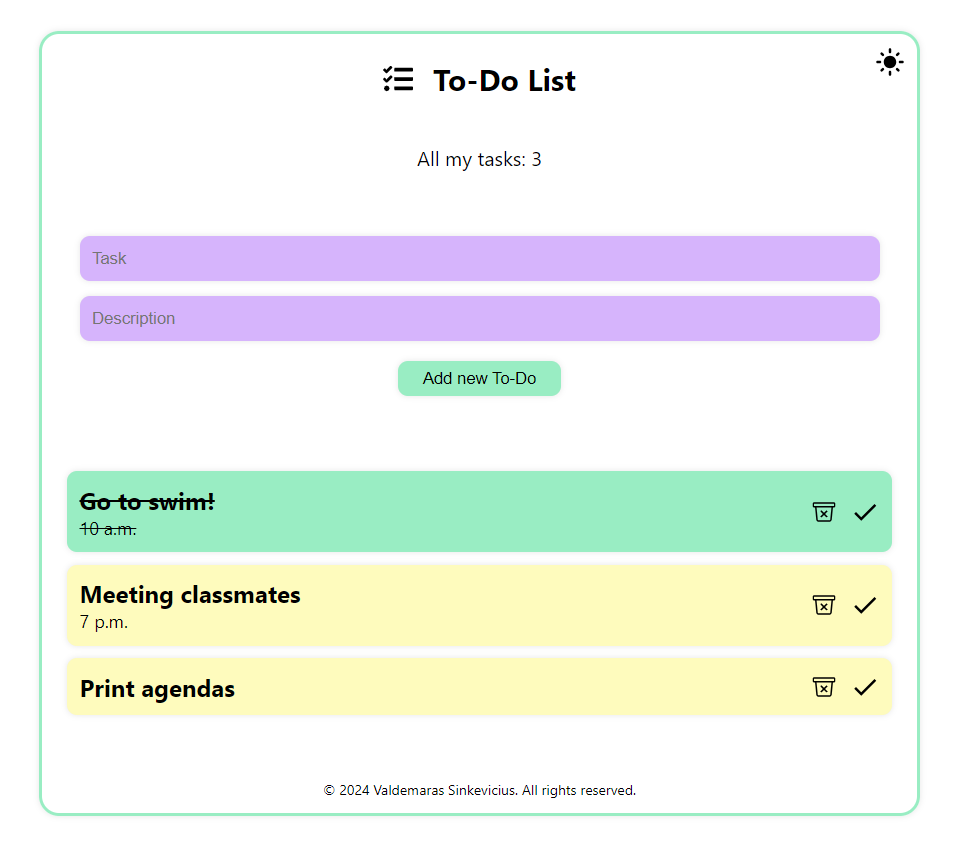 To-Do List
All my tasks: 3
Task
Description
Add new To-Do
Go to swim!
10 a.m.
Meeting classmates
7 p.m.
Print agendas
© 2024 Valdemaras Sinkevicius. All rights reserved.